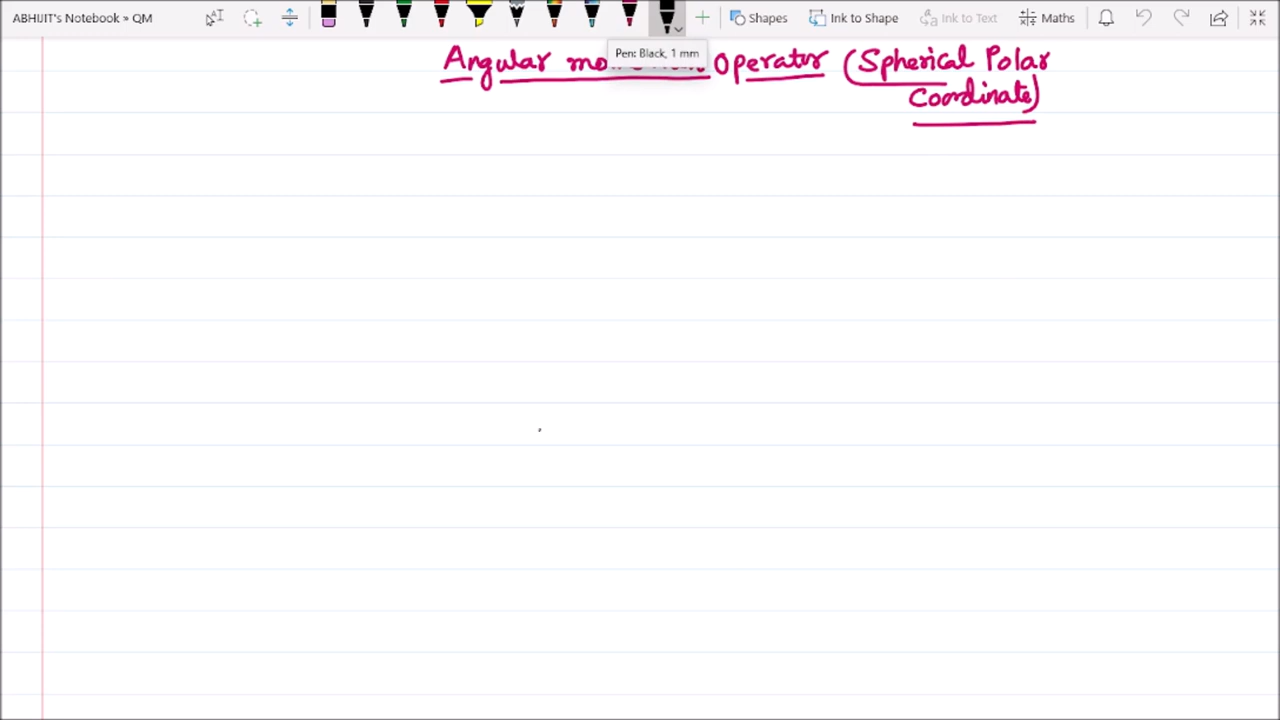 ABHIJIT's Notebook » QM
Shapes Ink to Shape Ink to Text Maths
Pen: Black, 1 mm
Angular Operator (Spherical Polar
Coordinate)